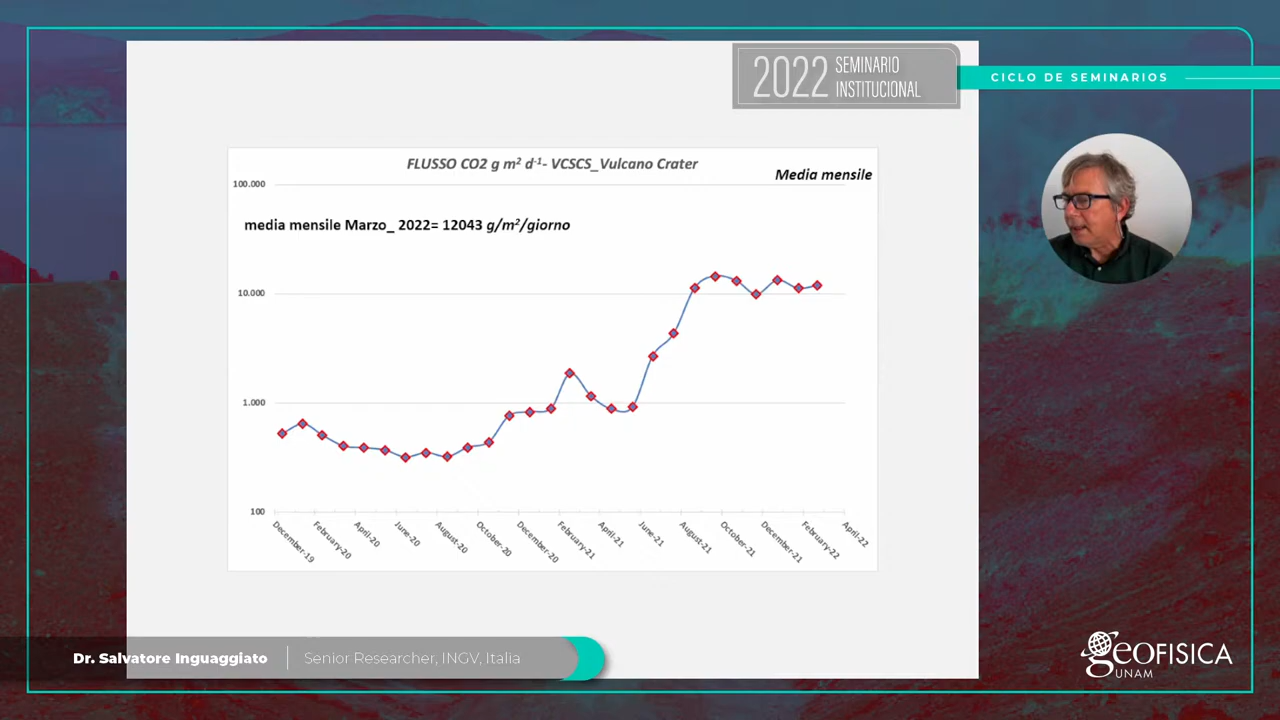 2022 SEMINARIO
INSTITUCIONAL
CICLO DE SEMINARIOS
FLUSSO CO2 g m² d⁻¹- VCSCS_Vulcano Crater
Media mensile
100.000
media mensile Marzo_ 2022= 12043 g/m²/giorno
10.000
1.000
100
December-19
February-20
April-20
June-20
August-20
October-20
December-20
February-21
April-21
June-21
August-21
October-21
December-21
February-22
April-22
Dr. Salvatore Inguaggiato
Senior Researcher, INGV, Italia
GEOFISICA
UNAM